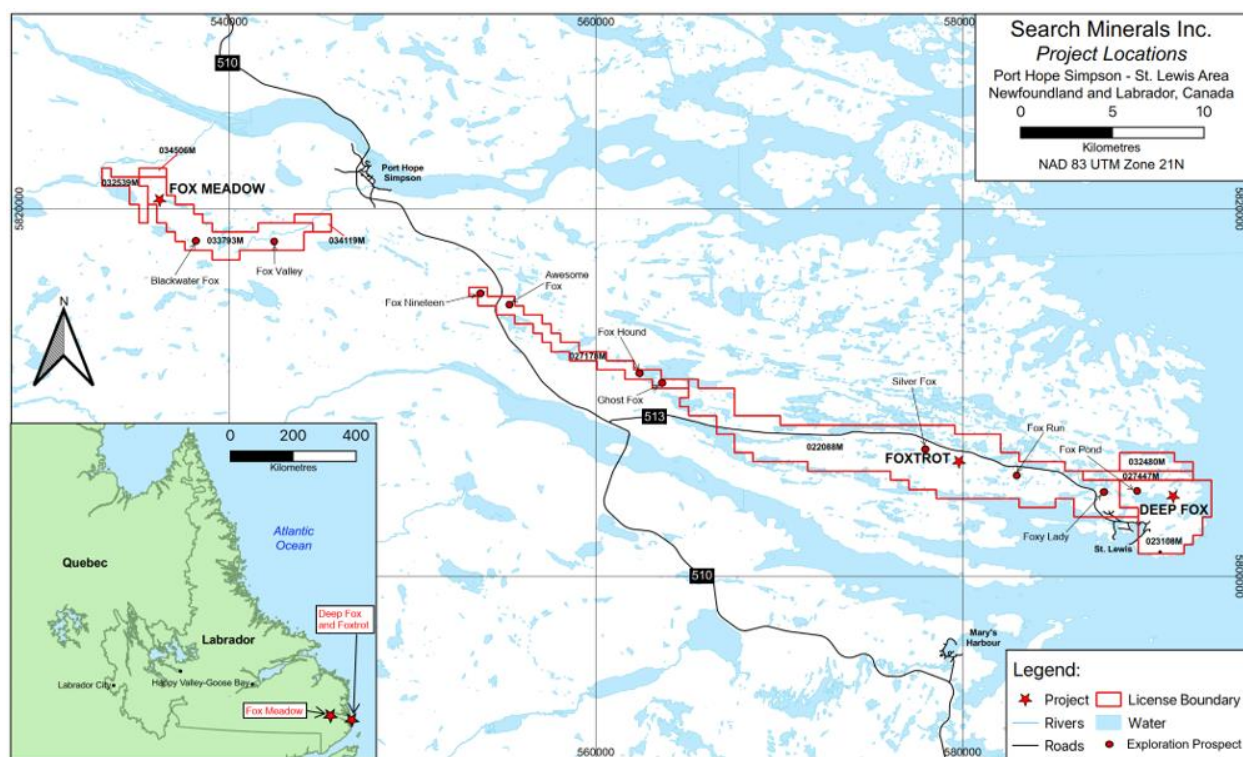 540000
560000
58000
Search Minerals Inc.
Project Locations
Port Hope Simpson - St. Lewis Area
Newfoundland and Labrador, Canada
0 5 10
Kilometres
NAD 83 UTM Zone 21N
510
034506M
032539M
FOX MEADOW
Port Hope
Simpson
5820000
5820000
033793M
034119M
Blackwater Fox
Fox Valley
N
Fox Nineteen
Awesome
Fox
Fox Hound
027178M
Ghost Fox
513
Silver Fox
022088M
FOXTROT
Fox Run
Fox Pond
032480M
027447M
DEEP FOX
Foxy Lady
St. Lewis
023108M
5800000
510
Mary's
Harbour
0 200 400
Kilometres
Atlantic
Ocean
Quebec
Labrador
Deep Fox
and Foxtrot
Labrador City
Happy Valley-Goose Bay
Fox Meadow
Legend:
Project
License Boundary
Rivers
Water
Roads
Exploration Prospect
560000
580000